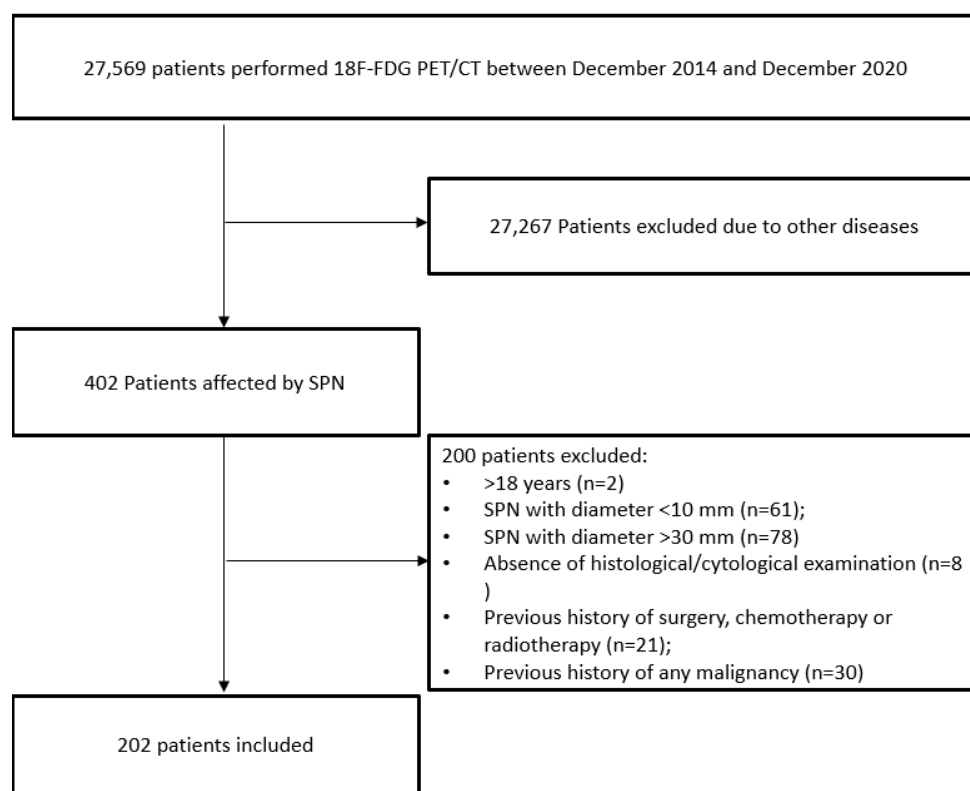 27,569 patients performed 18F-FDG PET/CT between December 2014 and December 2020
27,267 Patients excluded due to other diseases
402 Patients affected by SPN
200 patients excluded:
• >18 years (n=2)
• SPN with diameter <10 mm (n=61);
• SPN with diameter >30 mm (n=78)
• Absence of histological/cytological examination (n=8
)
• Previous history of surgery, chemotherapy or
radiotherapy (n=21);
• Previous history of any malignancy (n=30)
202 patients included